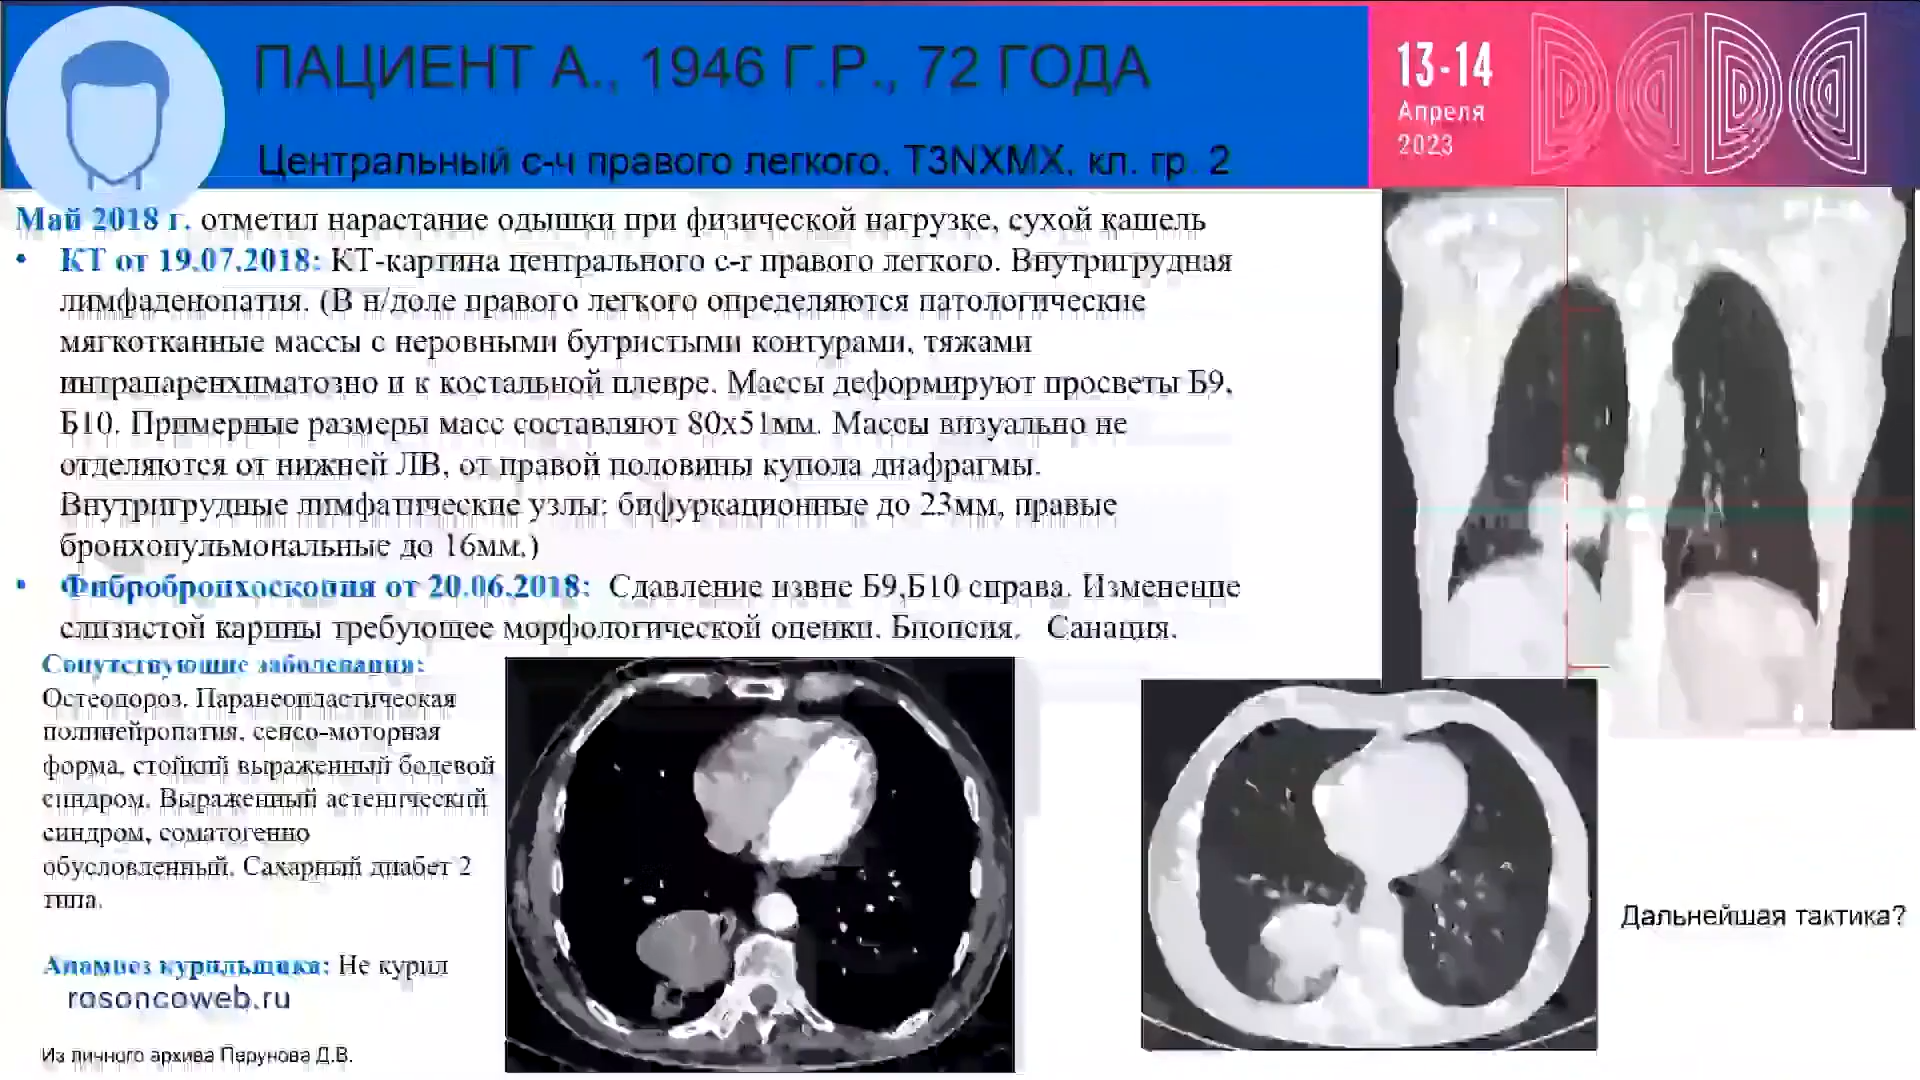 ПАЦИЕНТ А., 1946 Г.Р., 72 ГОДА
Центральный с-ч правого легкого. T3NXMX. кл. гр. 2
13-14
Апреля
2023
Май 2018 г. отметил нарастание одышки при физической нагрузке, сухой кашель
• КТ от 19.07.2018: КТ-картина центрального с-г правого легкого. Внутригрудная
лимфаденопатия. (В н/доле правого легкого определяются патологические
мягкотканные массы с неровными бугристыми контурами, тяжами
интрапаренхиматозно и к костальной плевре. Массы деформируют просветы Б9,
Б10. Примерные размеры масс составляют 80х51мм. Массы визуально не
отделяются от нижней ЛВ, от правой половины купола диафрагмы.
Внутригрудные лимфатические узлы: бифуркационные до 23мм, правые
бронхопульмональные до 16мм.)
• Фибробронхоскопия от 20.06.2018: Сдавление извне Б9,Б10 справа. Изменение
слизистой карины требующее морфологической оценки. Биопсия. Санация.
Сопутствующие заболевания:
Остеопороз. Паранеопластическая
полинейропатия, сенсо-моторная
форма, стойкий выраженный болевой
синдром. Выраженный астенический
синдром, соматогенно
обусловленный. Сахарный диабет 2
типа.
Анамнез курильщика: Не курил
rosoncoweb.ru
Из личного архива Перунова Д.В.
Дальнейшая тактика?